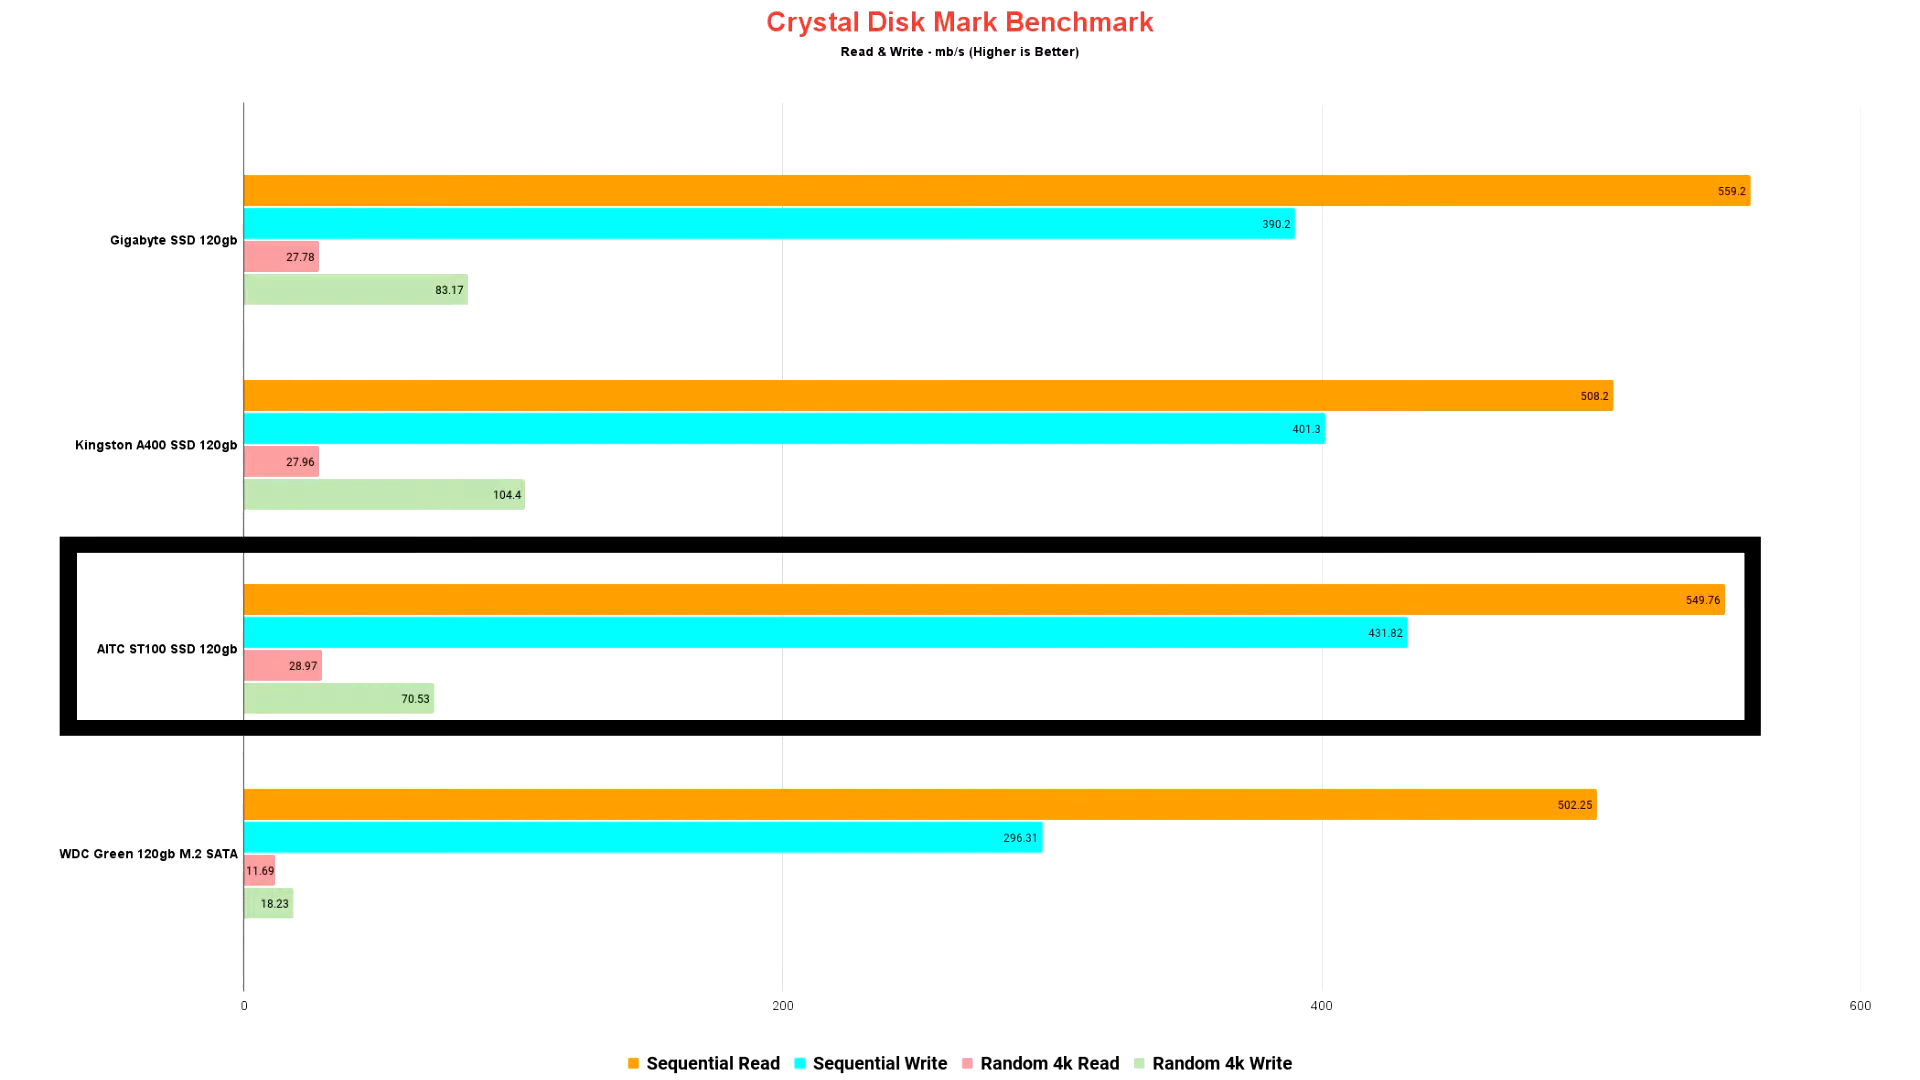 Crystal Disk Mark Benchmark
Read & Write - mb/s (Higher is Better)
Gigabyte SSD 120gb
559.2
390.2
27.78
83.17
Kingston A400 SSD 120gb
508.2
401.3
27.96
104.4
AITC ST100 SSD 120gb
549.76
431.82
28.97
70.53
WDC Green 120gb M.2 SATA
502.25
296.31
11.69
18.23
0 200 400 600
Sequential Read Sequential Write Random 4k Read Random 4k Write